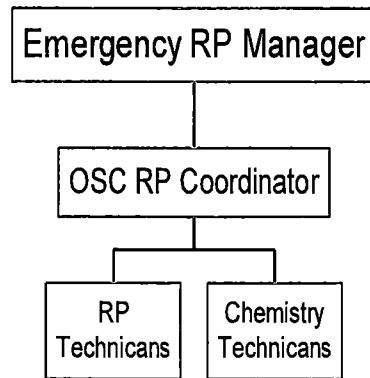 Emergency RP Manager
OSC RP Coordinator
RP
Technicans
Chemistry
Technicans